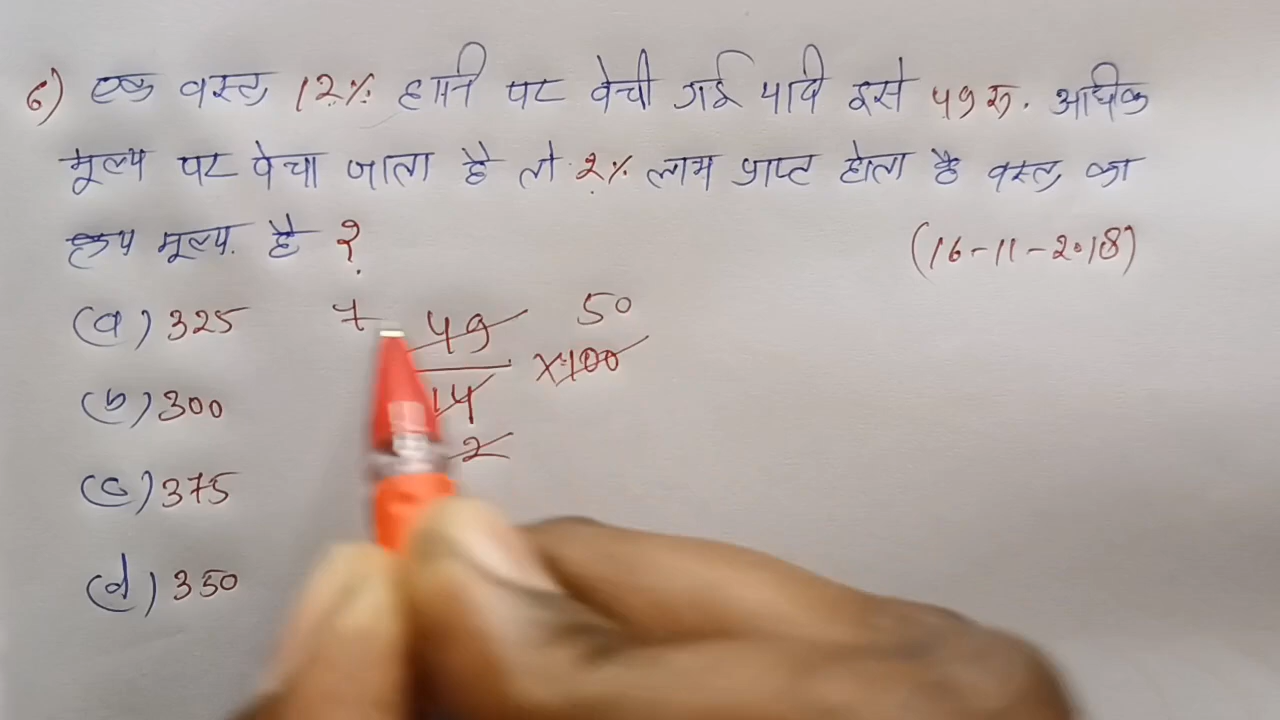 6) एक वस्तु 12% हानी पर बेची गई यदि इसे 49 रु. अधिक
मूल्य पर बेचा जाता है तो 2% लाभ प्राप्त होता है वस्तु का
क्रय मूल्य है ?
(16-11-2018)
(a) 325
7 49 50
14 ×100
2
(b) 300
(c) 375
(d) 350